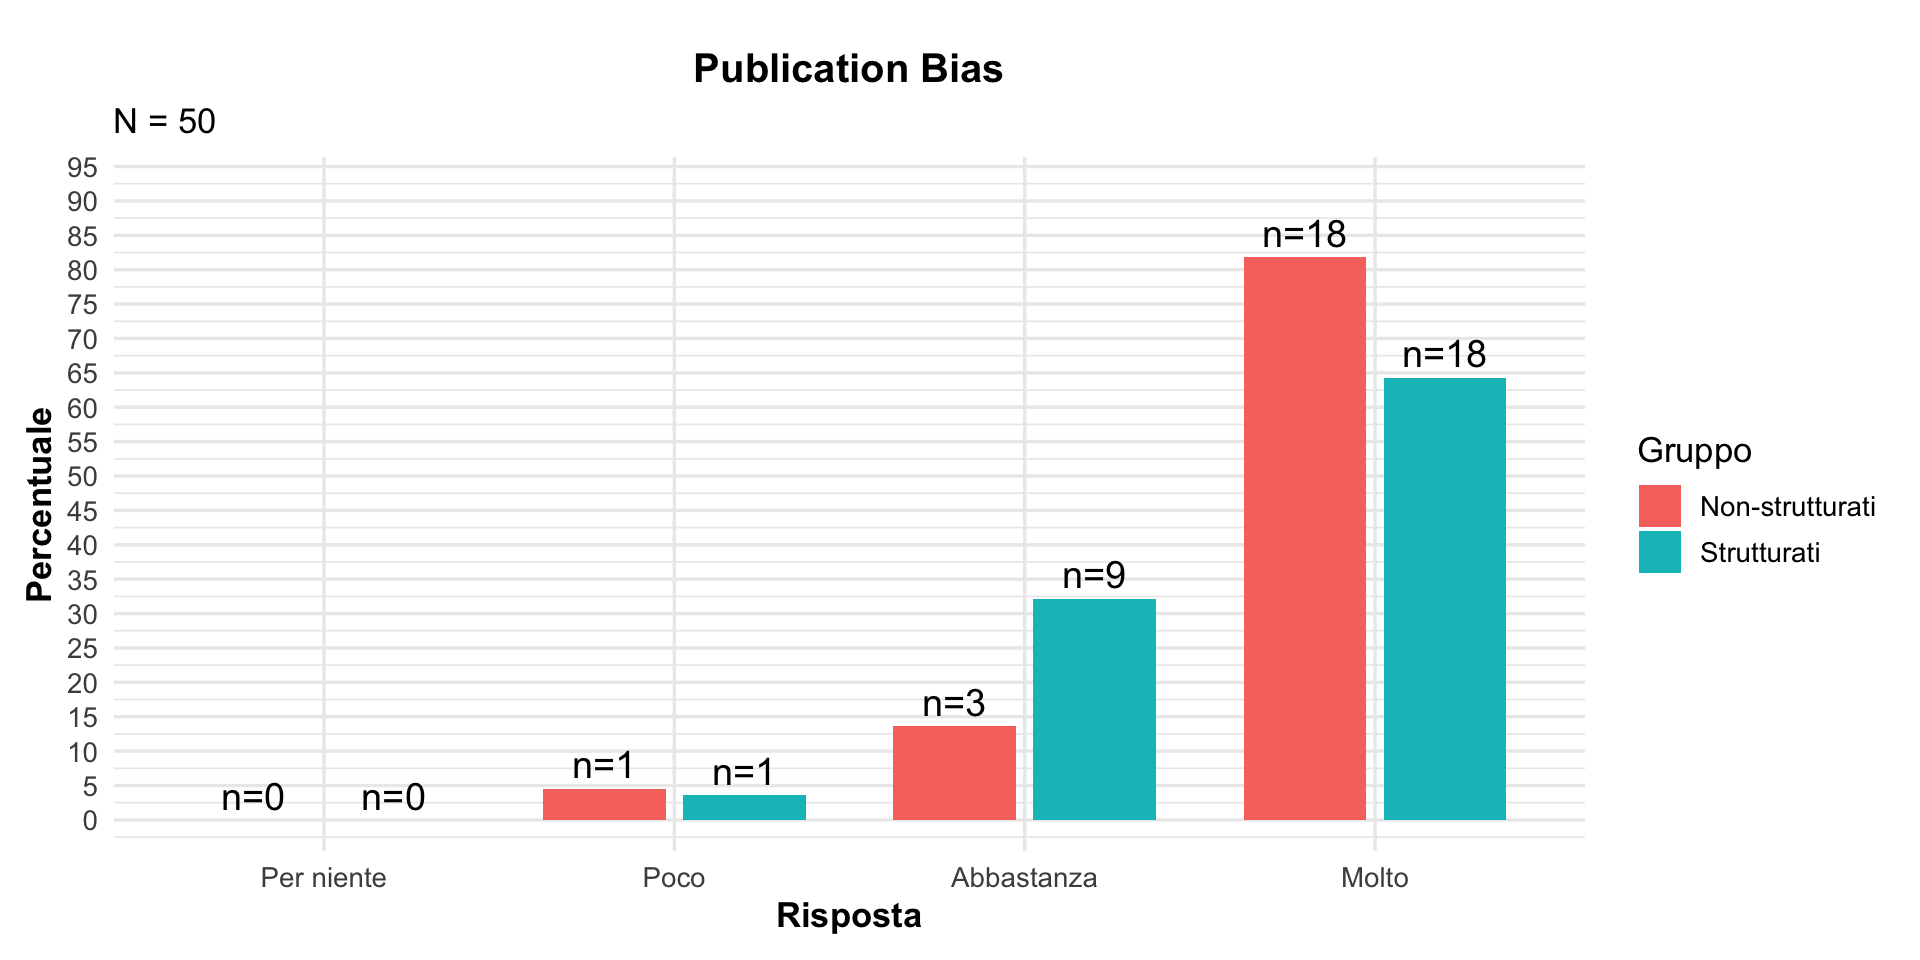 Publication Bias
N = 50
95
90
85
80
75
70
65
60
55
50
45
40
35
30
25
20
15
10
5
0
Percentuale
n=0
n=0
n=1
n=1
n=3
n=9
n=18
n=18
Per niente
Poco
Abbastanza
Molto
Risposta
Gruppo
Non-strutturati
Strutturati